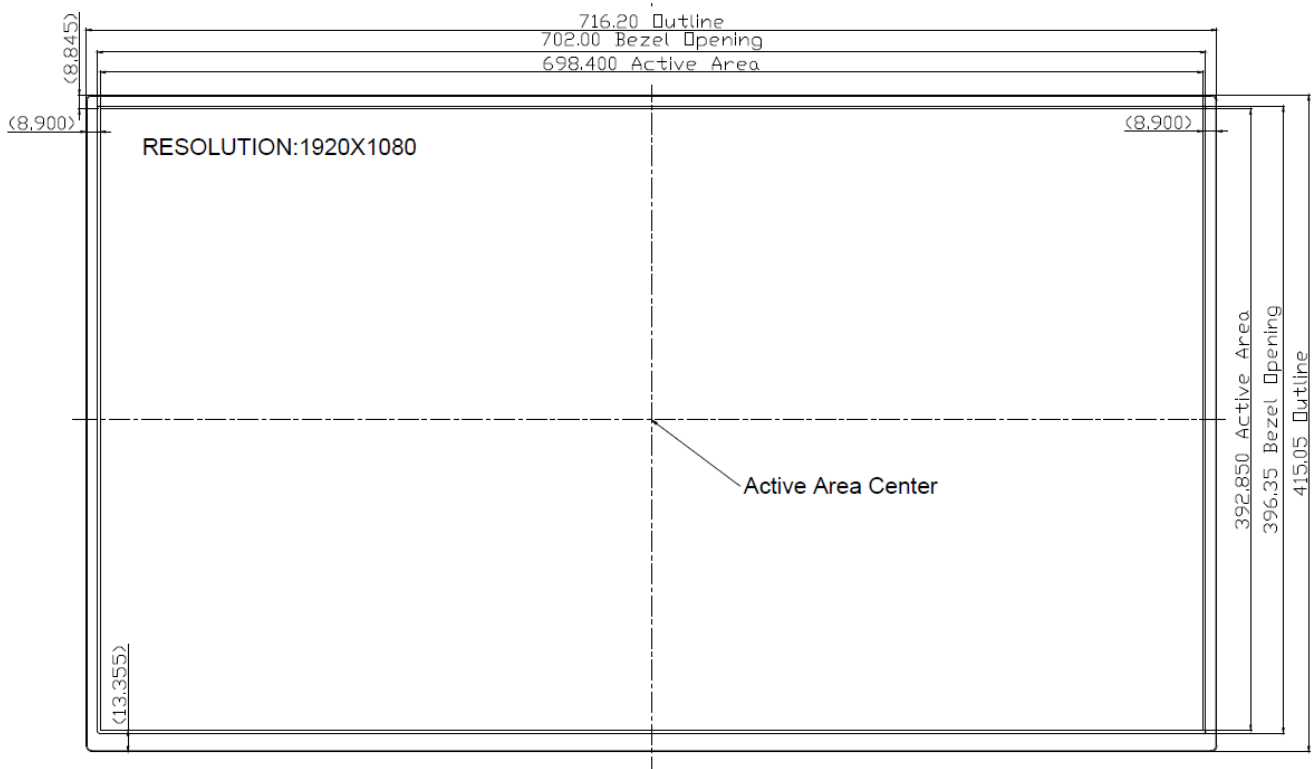 716.20 Outline
702.00 Bezel Opening
698.400 Active Area
(8.845)
(8.900)
(8.900)
RESOLUTION:1920X1080
Active Area Center
392.850 Active Area
396.35 Bezel Opening
415.05 Outline
(13.355)